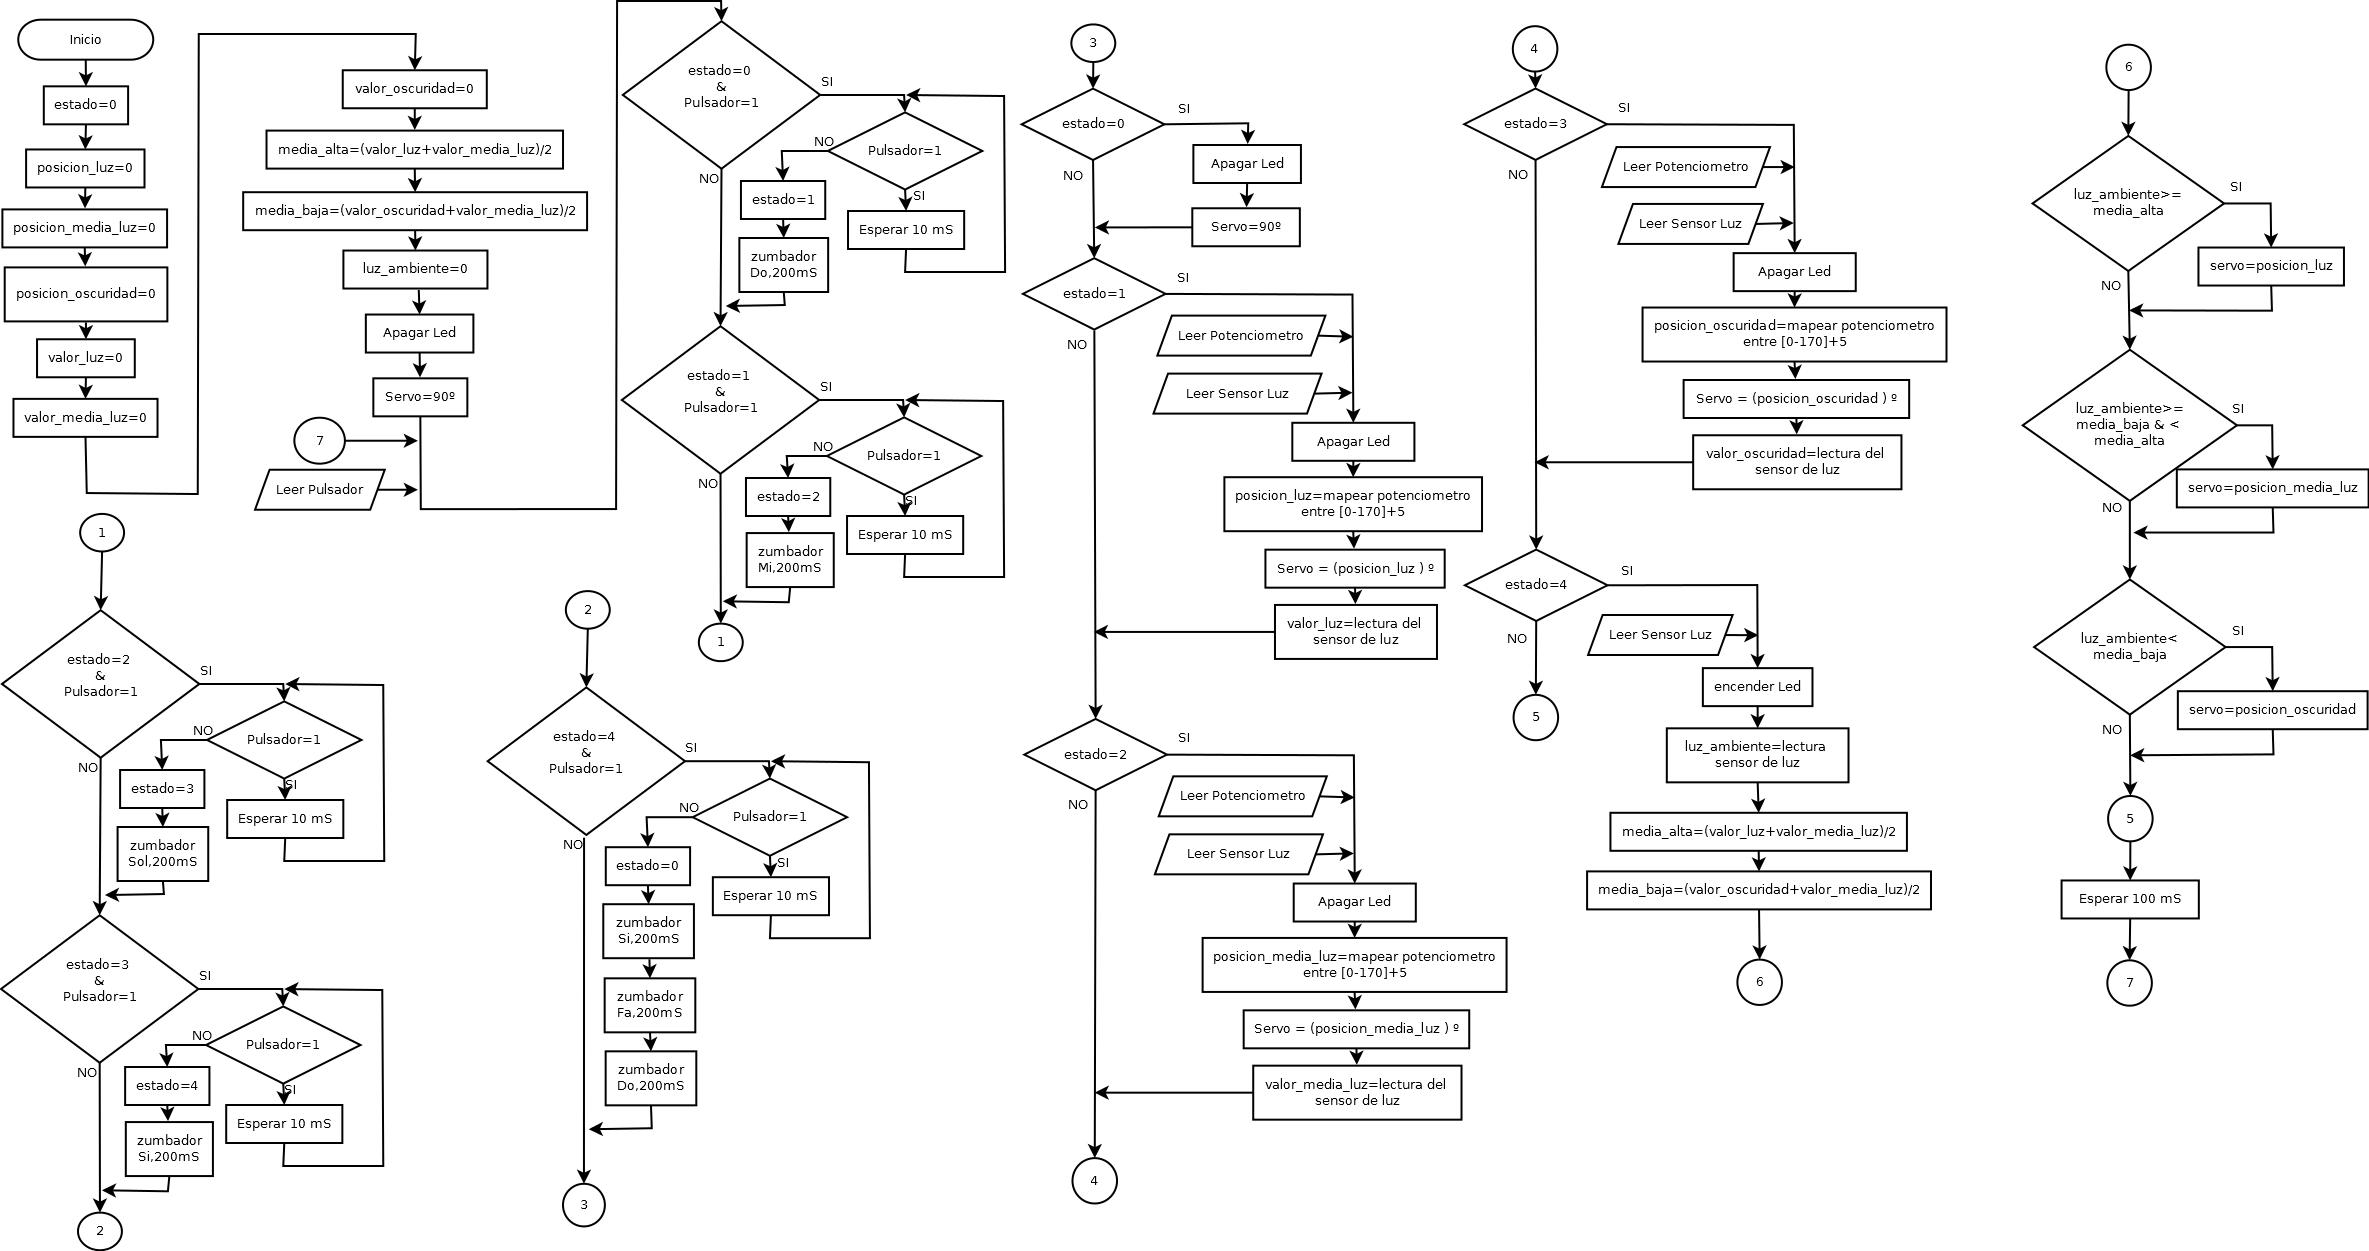 Inicio
estado=0
posicion_luz=0
posicion_media_luz=0
posicion_oscuridad=0
valor_luz=0
valor_media_luz=0
valor_oscuridad=0
media_alta=(valor_luz+valor_media_luz)/2
media_baja=(valor_oscuridad+valor_media_luz)/2
luz_ambiente=0
Apagar Led
Servo=90º
7
Leer Pulsador
estado=0
&
Pulsador=1
SI
NO
Pulsador=1
NO
SI
estado=1
Esperar 10 mS
zumbador
Do,200mS
estado=1
&
Pulsador=1
SI
NO
Pulsador=1
NO
SI
estado=2
Esperar 10 mS
zumbador
Mi,200mS
1
1
estado=2
&
Pulsador=1
SI
NO
Pulsador=1
NO
SI
estado=3
Esperar 10 mS
zumbador
Sol,200mS
estado=3
&
Pulsador=1
SI
NO
Pulsador=1
NO
SI
estado=4
Esperar 10 mS
zumbador
Si,200mS
2
2
estado=4
&
Pulsador=1
SI
NO
Pulsador=1
NO
SI
estado=0
Esperar 10 mS
zumbador
Si,200mS
zumbador
Fa,200mS
zumbador
Do,200mS
3
3
estado=0
SI
NO
Apagar Led
Servo=90º
estado=1
SI
NO
Leer Potenciometro
Leer Sensor Luz
Apagar Led
posicion_luz=mapear potenciometro
entre [0-170]+5
Servo = (posicion_luz ) º
valor_luz=lectura del
sensor de luz
estado=2
SI
NO
Leer Potenciometro
Leer Sensor Luz
Apagar Led
posicion_media_luz=mapear potenciometro
entre [0-170]+5
Servo = (posicion_media_luz ) º
valor_media_luz=lectura del
sensor de luz
4
4
estado=3
SI
NO
Leer Potenciometro
Leer Sensor Luz
Apagar Led
posicion_oscuridad=mapear potenciometro
entre [0-170]+5
Servo = (posicion_oscuridad ) º
valor_oscuridad=lectura del
sensor de luz
estado=4
SI
NO
Leer Sensor Luz
5
encender Led
luz_ambiente=lectura
sensor de luz
media_alta=(valor_luz+valor_media_luz)/2
media_baja=(valor_oscuridad+valor_media_luz)/2
6
6
luz_ambiente>=
media_alta
SI
NO
servo=posicion_luz
luz_ambiente>=
media_baja & <
media_alta
SI
NO
servo=posicion_media_luz
luz_ambiente<
media_baja
SI
NO
servo=posicion_oscuridad
5
Esperar 100 mS
7